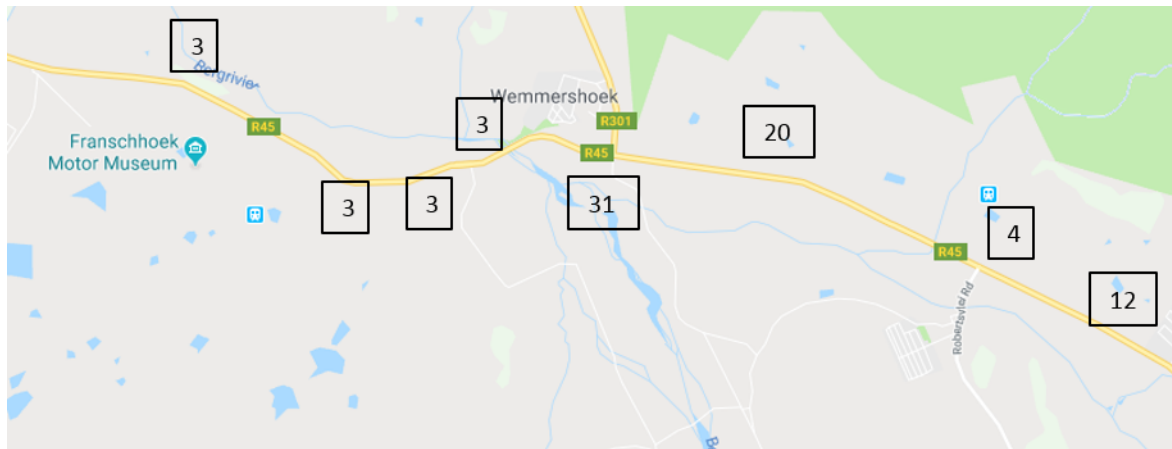 3
Bergrivier
Wemmershoek
3
R301
20
R45
Franschhoek
Motor Museum
R45
3
3
31
4
R45
12
Robertsvlei Rd